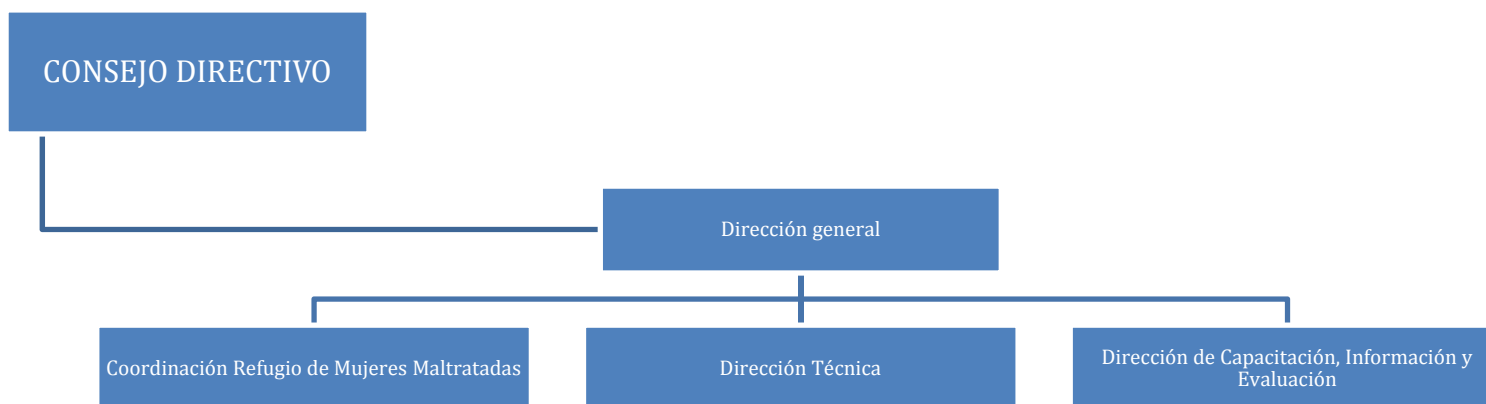 CONSEJO DIRECTIVO
Dirección general
Coordinación Refugio de Mujeres Maltratadas
Dirección Técnica
Dirección de Capacitación, Información y
Evaluación